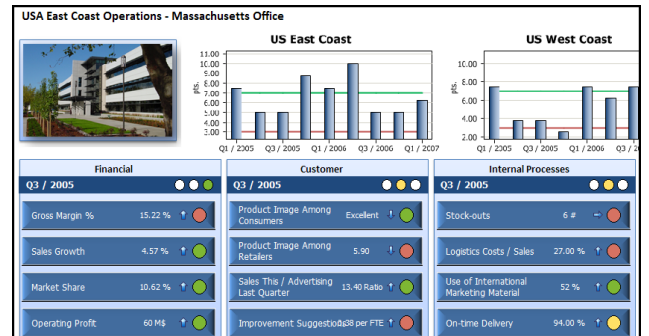 USA East Coast Operations - Massachusetts Office
US East Coast
US West Coast
pts.
11.00
10.00
9.00
8.00
7.00
6.00
5.00
4.00
3.00
Q1 / 2005
Q3 / 2005
Q1 / 2006
Q3 / 2006
Q1 / 2007
pts.
10.00
8.00
6.00
4.00
2.00
Q1 / 2005
Q3 / 2005
Q1 / 2006
Q3 /
Financial
Q3 / 2005
Gross Margin % 15.22 %
Sales Growth 4.57 %
Market Share 10.62 %
Operating Profit 60 M$
Customer
Q3 / 2005
Product Image Among
Consumers
Excellent
Product Image Among
Retailers
5.90
Sales This / Advertising
Last Quarter
13.40 Ratio
Improvement Suggestio
38 per FTE
Internal Processes
Q3 / 2005
Stock-outs 6 #
Logistics Costs / Sales 27.00 %
Use of International
Marketing Material
52 %
On-time Delivery 94.00 %